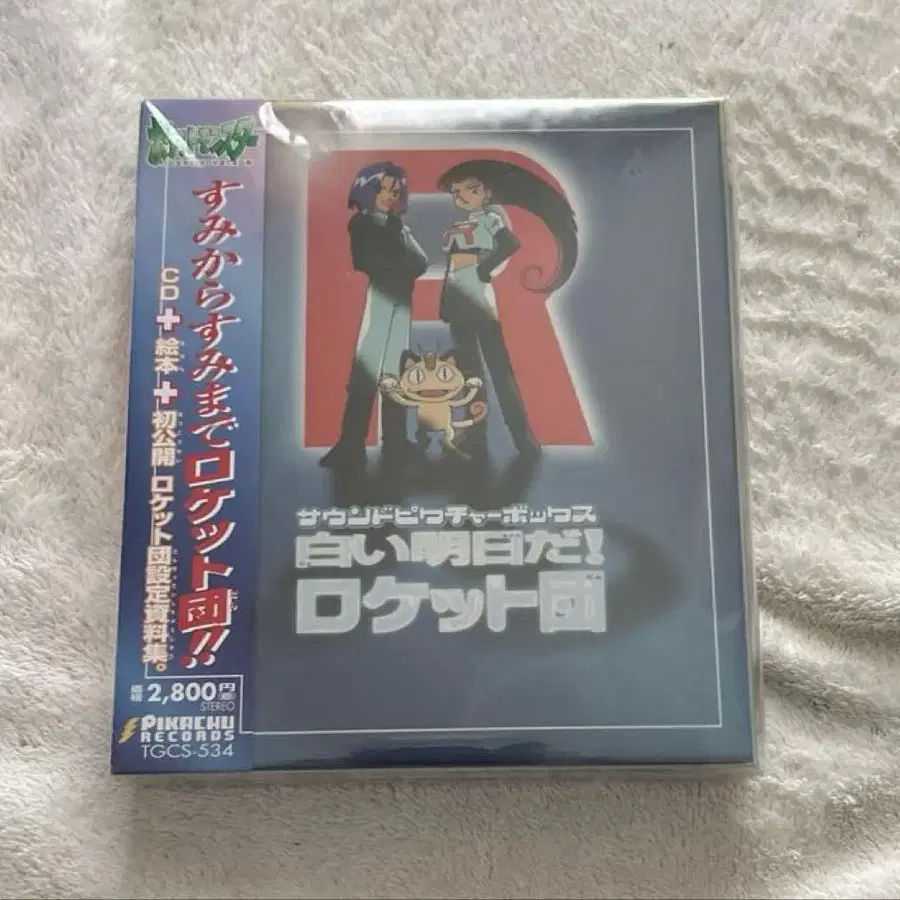 すみからすみまでロケット団!!
CD+絵本+初公開 ロケット団設定資料集。
価格 2,800円
STEREO
PIKACHU
RECORDS
TGCS-534
R
サウンドピクチャーボックス
白い明日だ!
ロケット団